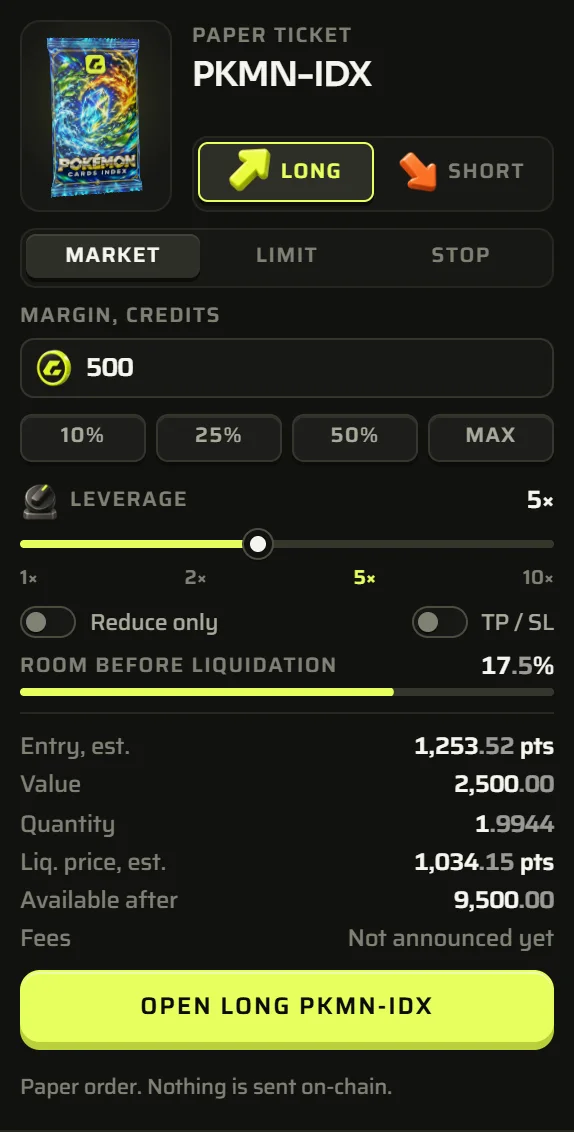 PAPER TICKET
PKMN-IDX
POKÉMON
CARDS INDEX
LONG
SHORT
MARKET
LIMIT
STOP
MARGIN, CREDITS
500
10%
25%
50%
MAX
LEVERAGE
5×
1×
2×
5×
10×
Reduce only
TP / SL
ROOM BEFORE LIQUIDATION
17.5%
Entry, est.
1,253.52 pts
Value
2,500.00
Quantity
1.9944
Liq. price, est.
1,034.15 pts
Available after
9,500.00
Fees
Not announced yet
OPEN LONG PKMN-IDX
Paper order. Nothing is sent on-chain.